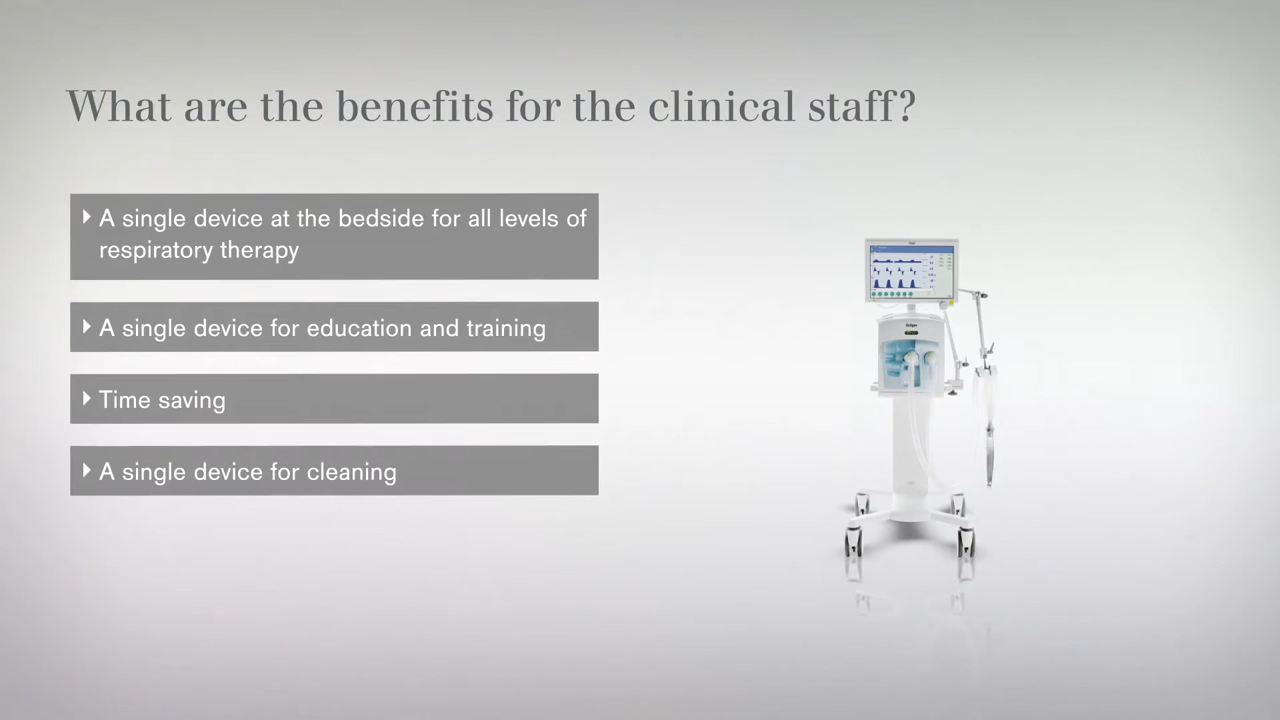 What are the benefits for the clinical staff?
A single device at the bedside for all levels of
respiratory therapy
A single device for education and training
Time saving
A single device for cleaning
Dräger